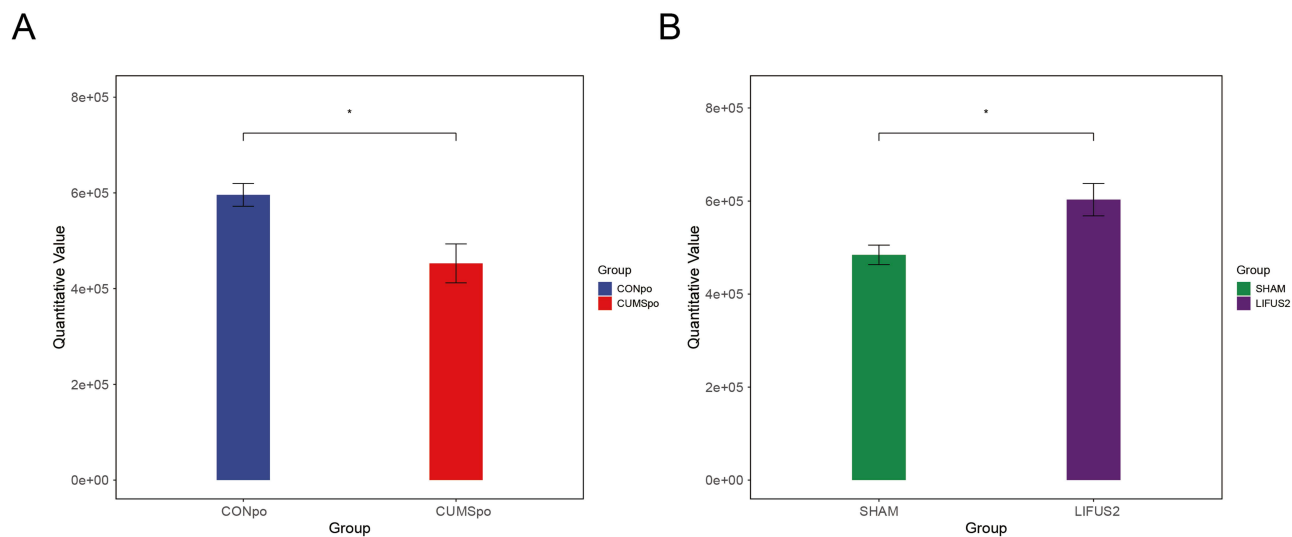 A
8e+05
6e+05
4e+05
2e+05
0e+00
Quantitative Value
*
CONpo
CUMSpo
Group
Group
CONpo
CUMSpo
B
8e+05
6e+05
4e+05
2e+05
0e+00
Quantitative Value
*
SHAM
LIFUS2
Group
Group
SHAM
LIFUS2